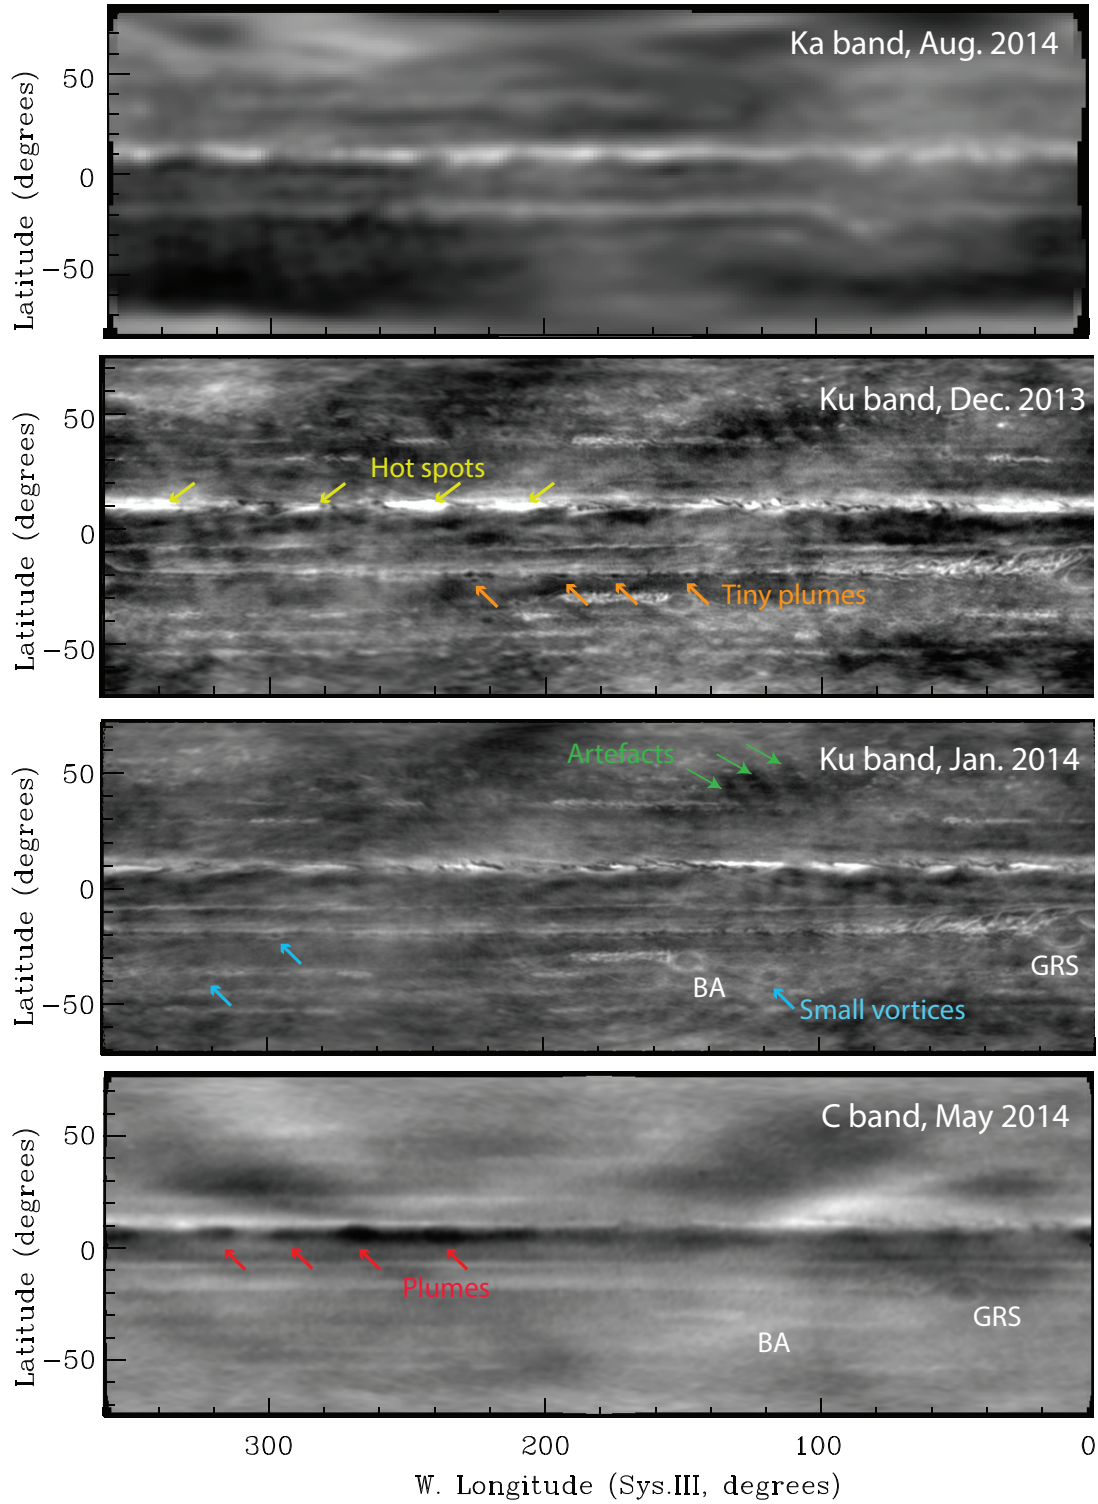 Ka band, Aug. 2014
Latitude (degrees)
50
0
−50
Ku band, Dec. 2013
Latitude (degrees)
50
0
−50
Hot spots
Tiny plumes
Ku band, Jan. 2014
Latitude (degrees)
50
0
−50
Artefacts
BA
GRS
Small vortices
C band, May 2014
Latitude (degrees)
50
0
−50
Plumes
GRS
BA
300 200 100 0
W. Longitude (Sys.III, degrees)